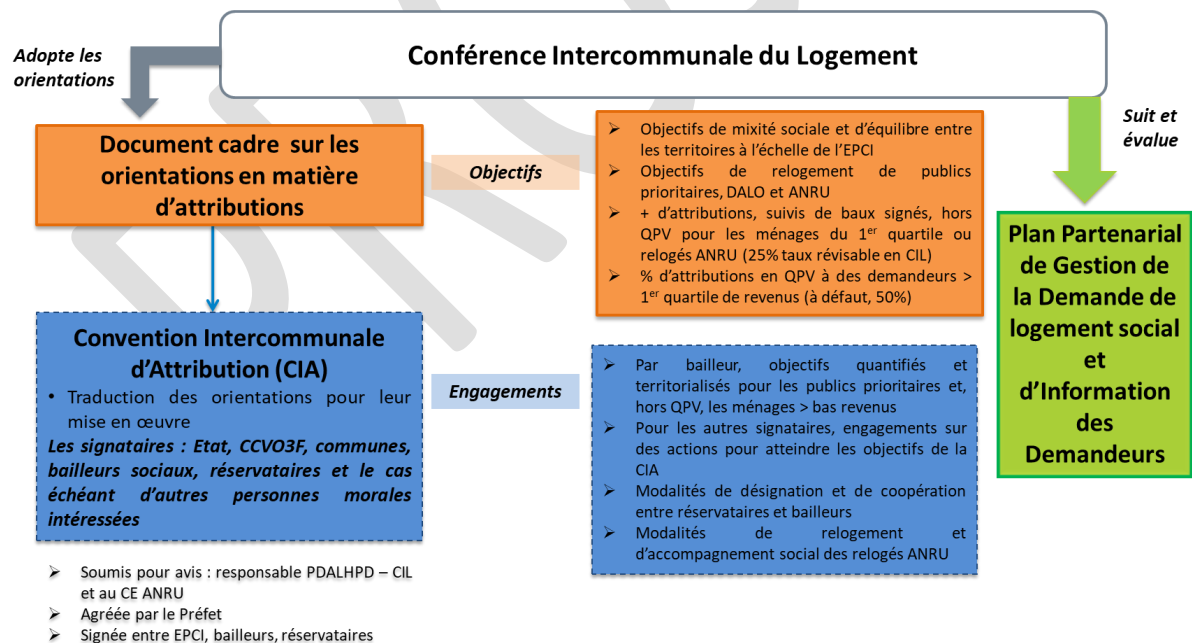 Conférence Intercommunale du Logement
Adopte les
orientations
Suit et
évalue
Document cadre sur les
orientations en matière
d'attributions
Objectifs
➢ Objectifs de mixité sociale et d'équilibre entre
les territoires à l'échelle de l'EPCI
➢ Objectifs de relogement de publics
prioritaires, DALO et ANRU
➢ + d'attributions, suivis de baux signés, hors
QPV pour les ménages du 1er quartile ou
relogés ANRU (25% taux révisable en CIL)
➢ % d'attributions en QPV à des demandeurs >
1er quartile de revenus (à défaut, 50%)
Plan Partenarial
de Gestion de
la Demande de
logement social
et
d'Information
des
Demandeurs
Convention Intercommunale
d'Attribution (CIA)
• Traduction des orientations pour leur
mise en œuvre
Les signataires : Etat, CCVO3F, communes,
bailleurs sociaux, réservataires et le cas
échéant d'autres personnes morales
intéressées
Engagements
➢ Par bailleur, objectifs quantifiés et
territorialisés pour les publics prioritaires et,
hors QPV, les ménages > bas revenus
➢ Pour les autres signataires, engagements sur
des actions pour atteindre les objectifs de la
CIA
➢ Modalités de désignation et de coopération
entre réservataires et bailleurs
➢ Modalités de relogement et
d'accompagnement social des relogés ANRU
➢ Soumis pour avis : responsable PDALHPD – CIL
et au CE ANRU
➢ Agréée par le Préfet
➢ Signée entre EPCI, bailleurs, réservataires